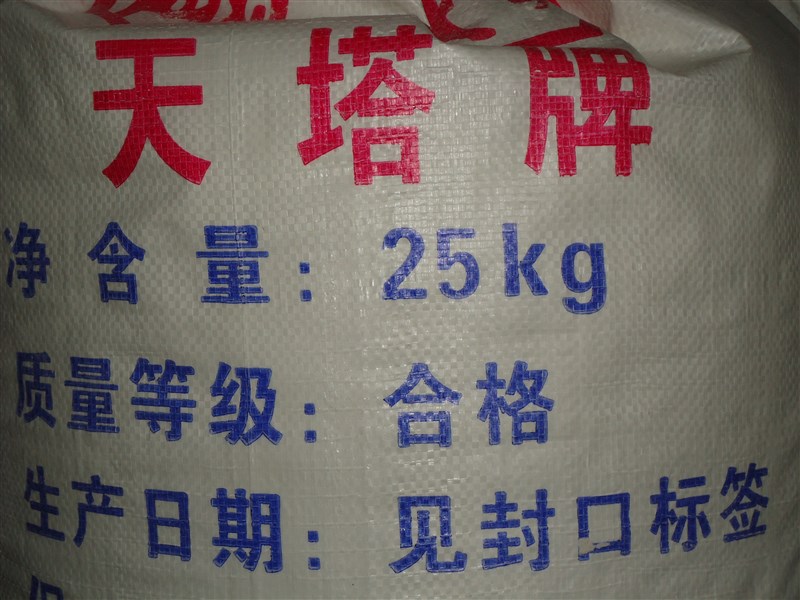 天塔牌
净含量：25kg
质量等级：合格
生产日期：见封口标签